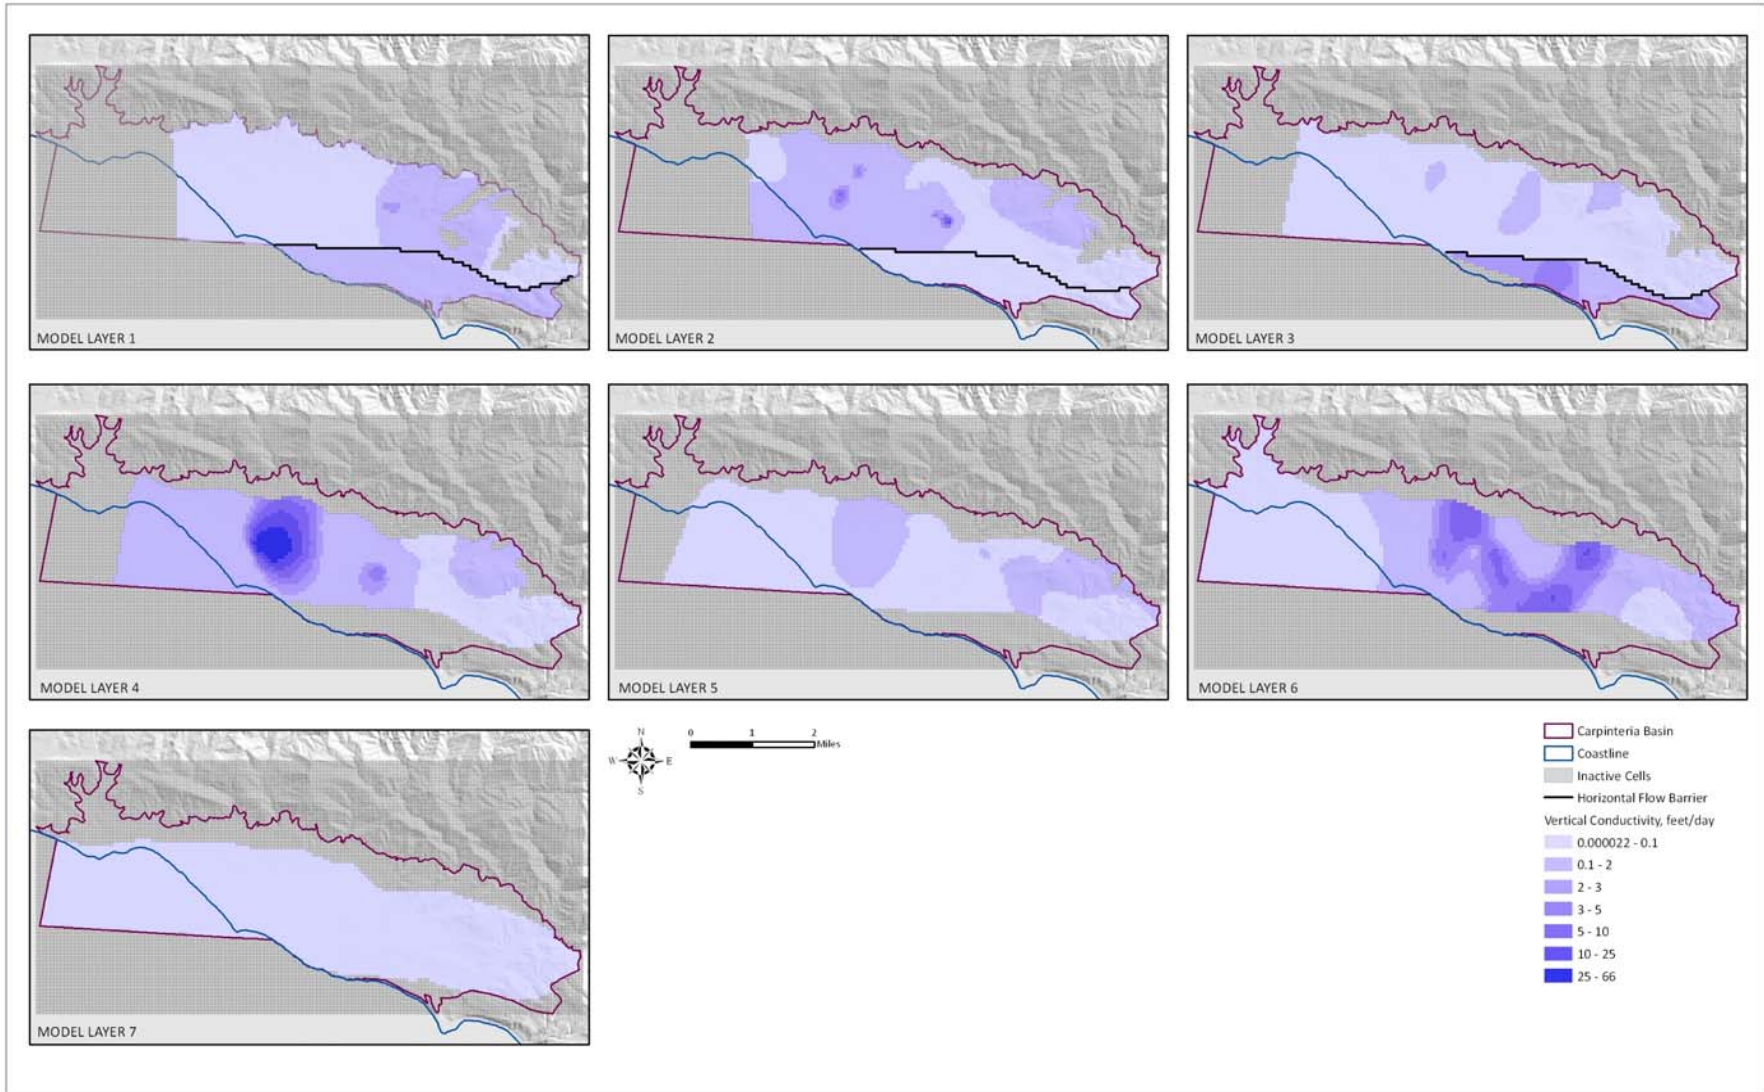 MODEL LAYER 1
MODEL LAYER 2
MODEL LAYER 3
MODEL LAYER 4
MODEL LAYER 5
MODEL LAYER 6
MODEL LAYER 7
N
W E
S
0 1 2
Miles
Carpinteria Basin
Coastline
Inactive Cells
Horizontal Flow Barrier
Vertical Conductivity, feet/day
0.000022 - 0.1
0.1 - 2
2 - 3
3 - 5
5 - 10
10 - 25
25 - 66